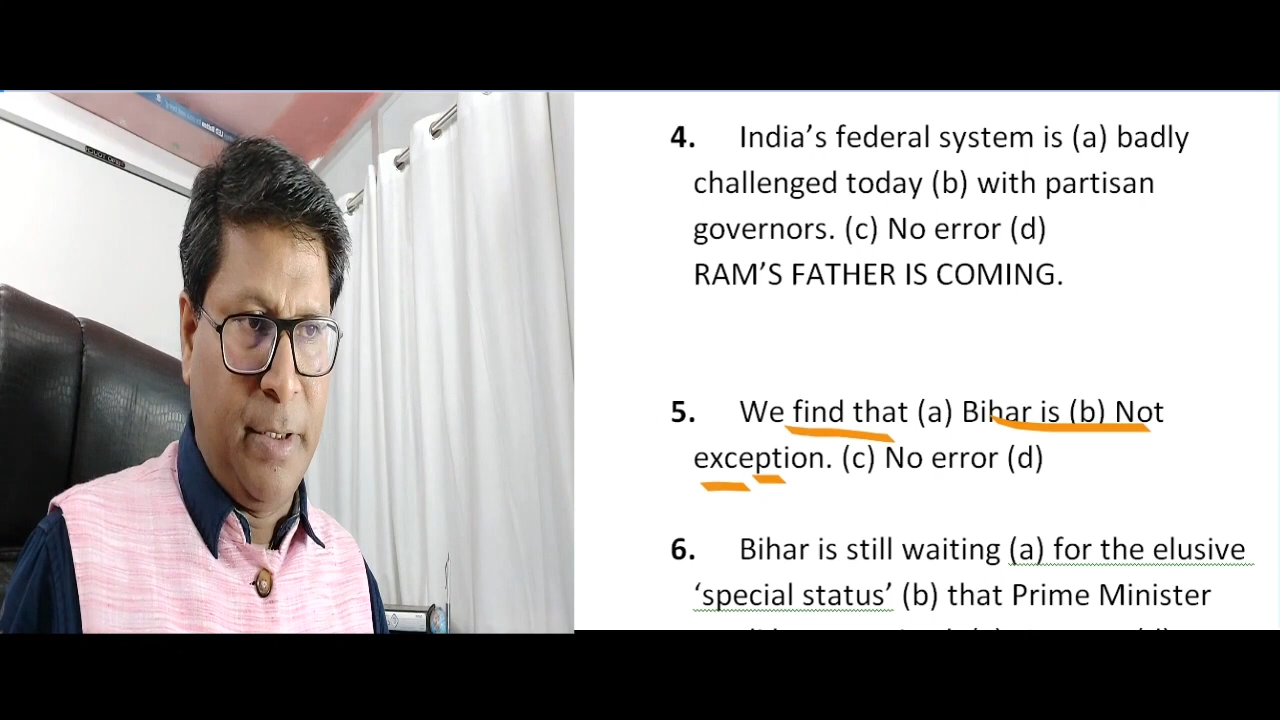 4. India’s federal system is (a) badly
challenged today (b) with partisan
governors. (c) No error (d)
RAM’S FATHER IS COMING.
5. We find that (a) Bihar is (b) Not
exception. (c) No error (d)
6. Bihar is still waiting (a) for the elusive
‘special status’ (b) that Prime Minister